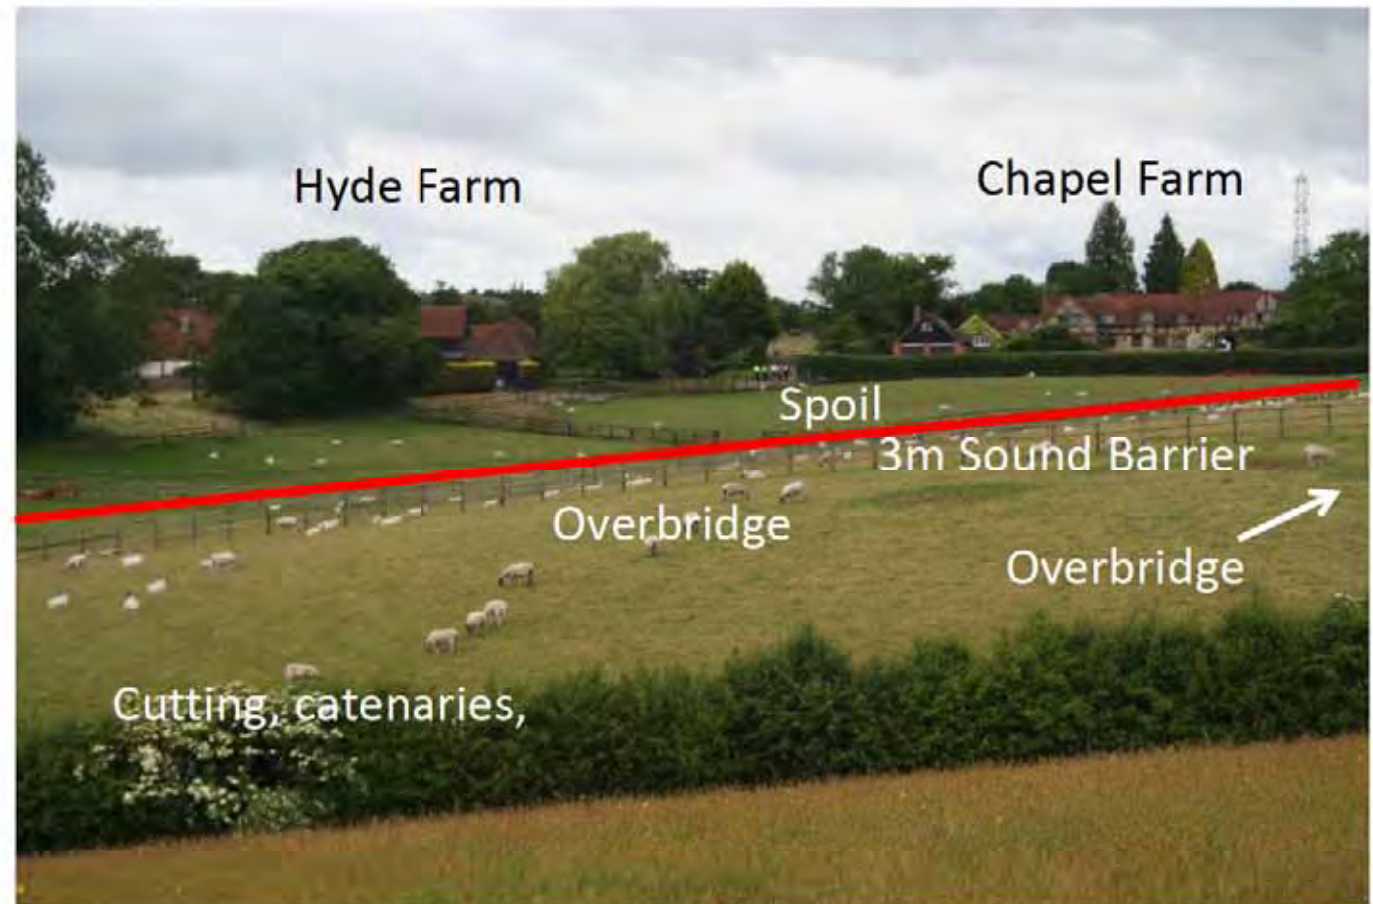 Hyde Farm
Chapel Farm
Spoil
3m Sound Barrier
Overbridge
Overbridge
Cutting, catenaries,